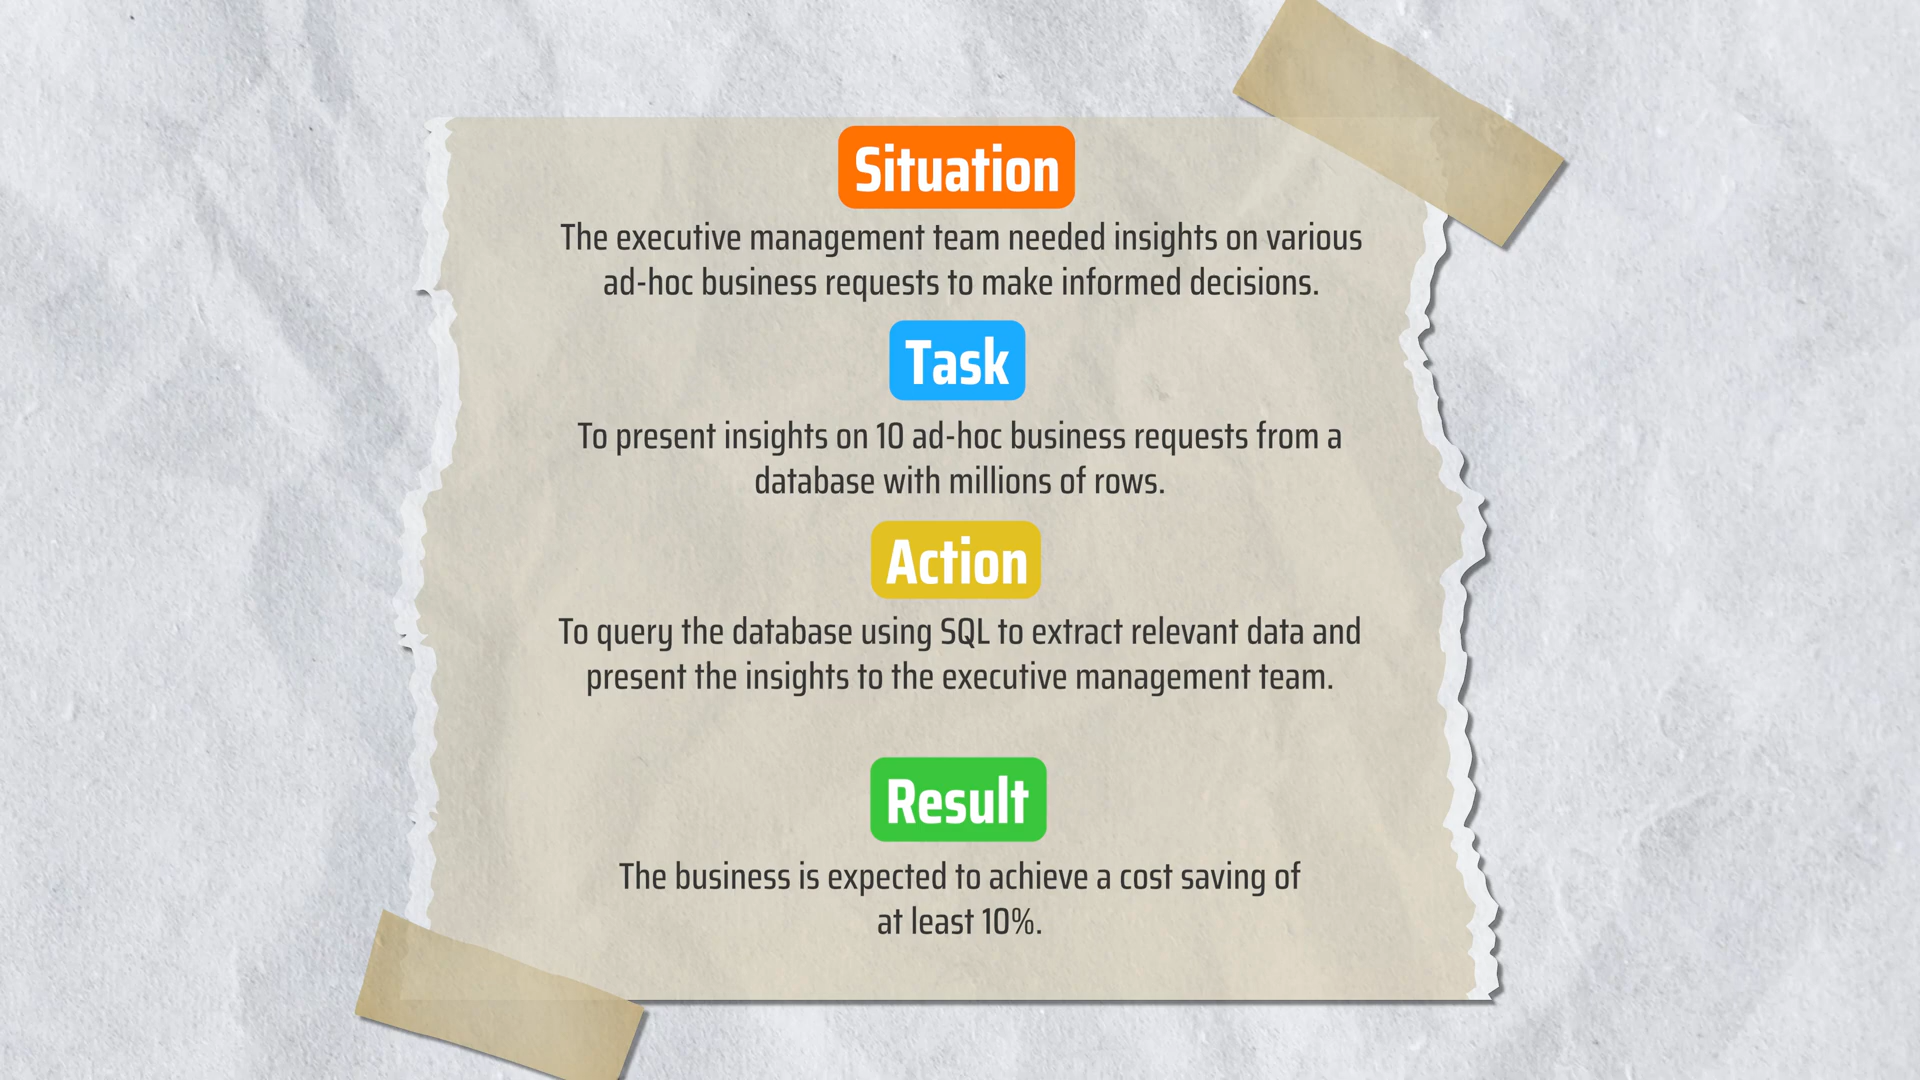 Situation
The executive management team needed insights on various
ad-hoc business requests to make informed decisions.
Task
To present insights on 10 ad-hoc business requests from a
database with millions of rows.
Action
To query the database using SQL to extract relevant data and
present the insights to the executive management team.
Result
The business is expected to achieve a cost saving of
at least 10%.